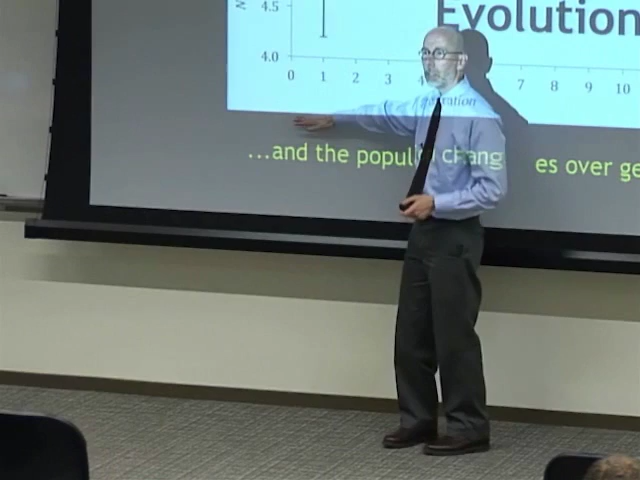 4.5
Evolution
4.0
0 1 2 3 4 7 8 9 10
...and the popul chang es over ge